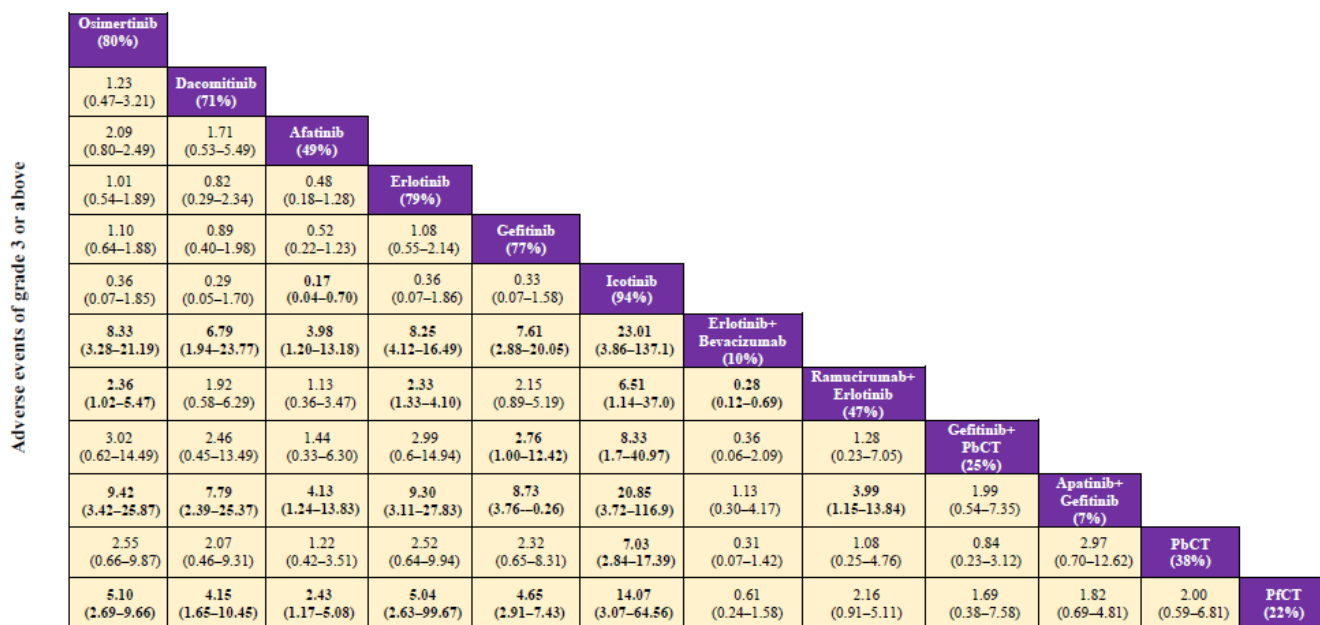 Adverse events of grade 3 or above
Osimertinib
(80%)
1.23 Dacomitinib
(0.47–3.21) (71%)
2.09 1.71 Afatinib
(0.80–2.49) (0.53–5.49) (49%)
1.01 0.82 0.48 Erlotinib
(0.54–1.89) (0.29–2.34) (0.18–1.28) (79%)
1.10 0.89 0.52 1.08 Gefitinib
(0.64–1.88) (0.40–1.98) (0.22–1.23) (0.55–2.14) (77%)
0.36 0.29 0.17 0.36 0.33 Icotinib
(0.07–1.85) (0.05–1.70) (0.04–0.70) (0.07–1.86) (0.07–1.58) (94%)
8.33 6.79 3.98 8.25 7.61 23.01 Erlotinib+
(3.28–21.19) (1.94–23.77) (1.20–13.18) (4.12–16.49) (2.88–20.05) (3.86–137.1) Bevacizumab
(10%)
2.36 1.92 1.13 2.33 2.15 6.51 0.28 Ramucirumab+
(1.02–5.47) (0.58–6.29) (0.36–3.47) (1.33–4.10) (0.89–5.19) (1.14–37.0) (0.12–0.69) Erlotinib
(47%)
3.02 2.46 1.44 2.99 2.76 8.33 0.36 1.28 Gefitinib+
(0.62–14.49) (0.45–13.49) (0.33–6.30) (0.6–14.94) (1.00–12.42) (1.7–40.97) (0.06–2.09) (0.23–7.05) PbCT
(25%)
9.42 7.79 4.13 9.30 8.73 20.85 1.13 3.99 1.99 Apatinib+
(3.42–25.87) (2.39–25.37) (1.24–13.83) (3.11–27.83) (3.76-–0.26) (3.72–116.9) (0.30–4.17) (1.15–13.84) (0.54–7.35) Gefitinib
(7%)
2.55 2.07 1.22 2.52 2.32 7.03 0.31 1.08 0.84 2.97 PbCT
(0.66–9.87) (0.46–9.31) (0.42–3.51) (0.64–9.94) (0.65–8.31) (2.84–17.39) (0.07–1.42) (0.25–4.76) (0.23–3.12) (0.70–12.62) (38%)
5.10 4.15 2.43 5.04 4.65 14.07 0.61 2.16 1.69 1.82 2.00 PfCT
(2.69–9.66) (1.65–10.45) (1.17–5.08) (2.63–99.67) (2.91–7.43) (3.07–64.56) (0.24–1.58) (0.91–5.11) (0.38–7.58) (0.69–4.81) (0.59–6.81) (22%)